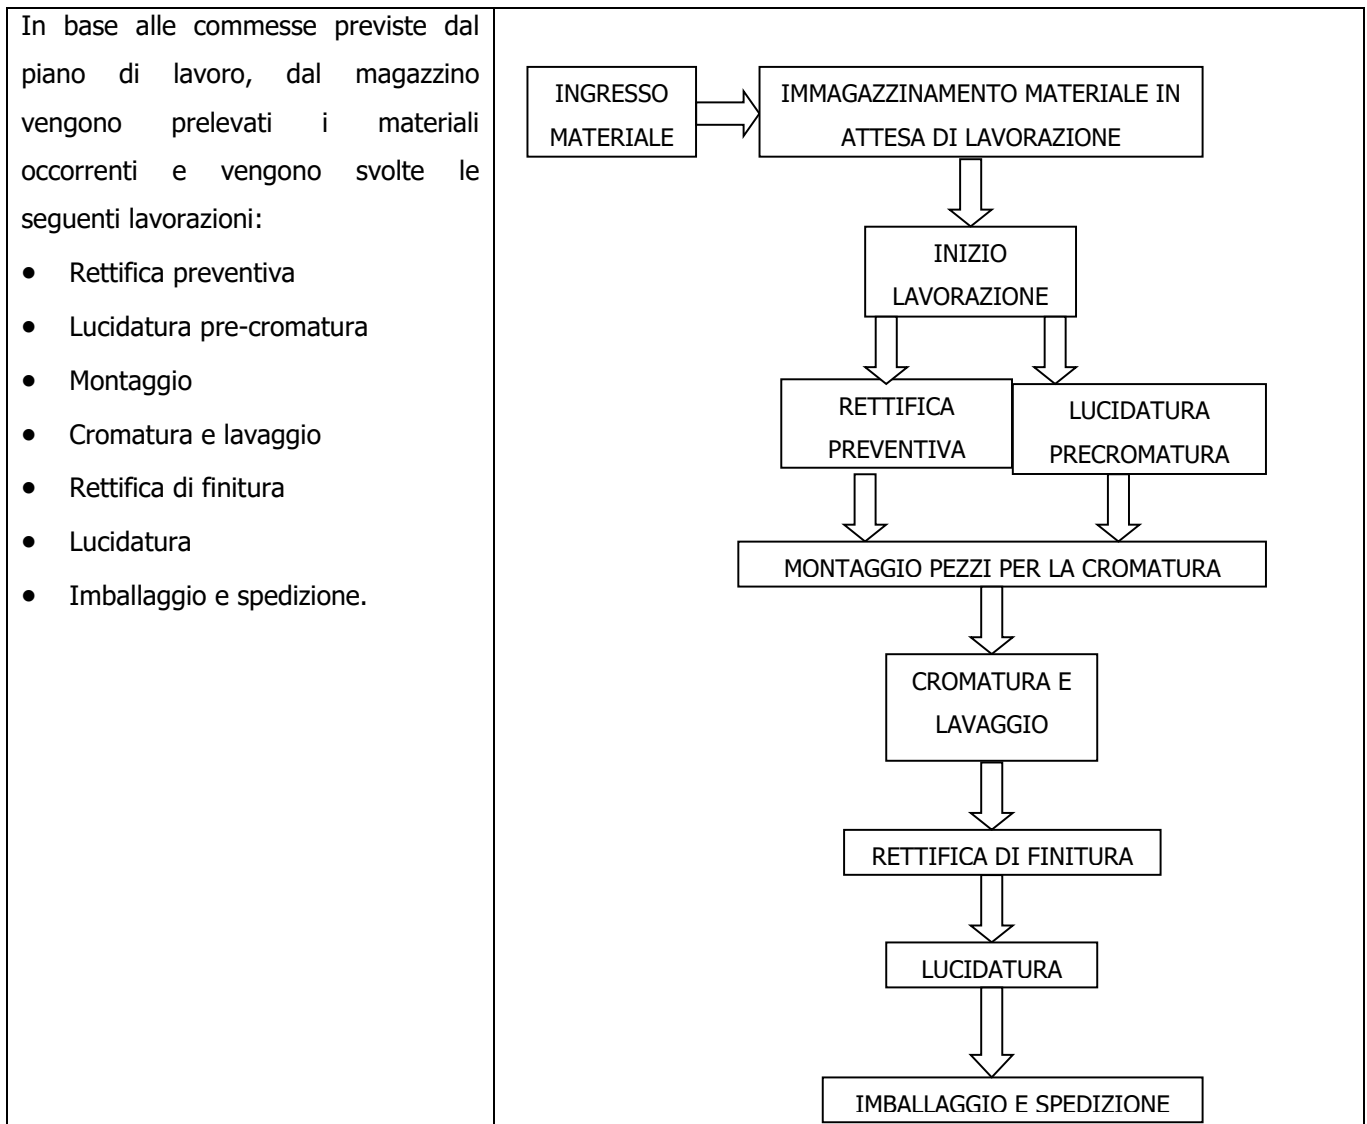 In base alle commesse previste dal
piano di lavoro, dal magazzino
vengono prelevati i materiali
occorrenti e vengono svolte le
seguenti lavorazioni:
• Rettifica preventiva
• Lucidatura pre-cromatura
• Montaggio
• Cromatura e lavaggio
• Rettifica di finitura
• Lucidatura
• Imballaggio e spedizione.
INGRESSO
MATERIALE
IMMAGAZZINAMENTO MATERIALE IN
ATTESA DI LAVORAZIONE
INIZIO
LAVORAZIONE
RETTIFICA
PREVENTIVA
LUCIDATURA
PRECROMATURA
MONTAGGIO PEZZI PER LA CROMATURA
CROMATURA E
LAVAGGIO
RETTIFICA DI FINITURA
LUCIDATURA
IMBALLAGGIO E SPEDIZIONE